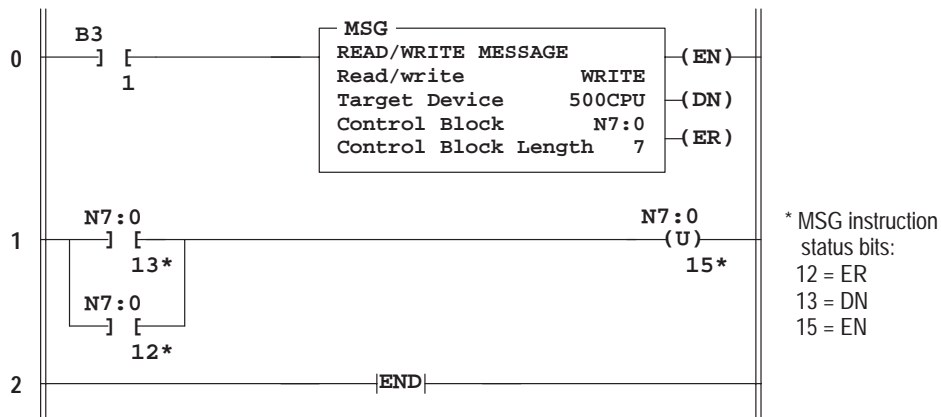 B3
MSG
READ/WRITE MESSAGE
0
] [
(EN)
1
Read/write WRITE
Target Device 500CPU
(DN)
Control Block N7:0
(ER)
Control Block Length 7
N7:0
N7:0
1
] [
(U)
13*
15*
N7:0
] [
12*
* MSG instruction
status bits:
12 = ER
13 = DN
15 = EN
2
END